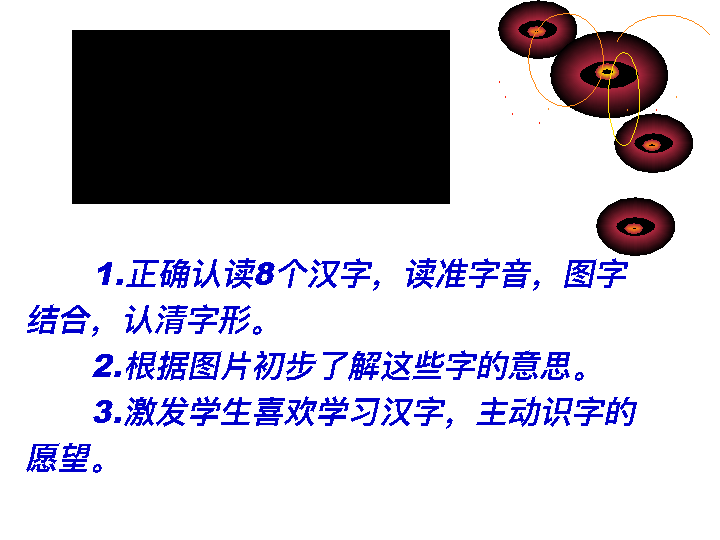 1.正确认读8个汉字，读准字音，图字
结合，认清字形。
2.根据图片初步了解这些字的意思。
3.激发学生喜欢学习汉字，主动识字的
愿望。